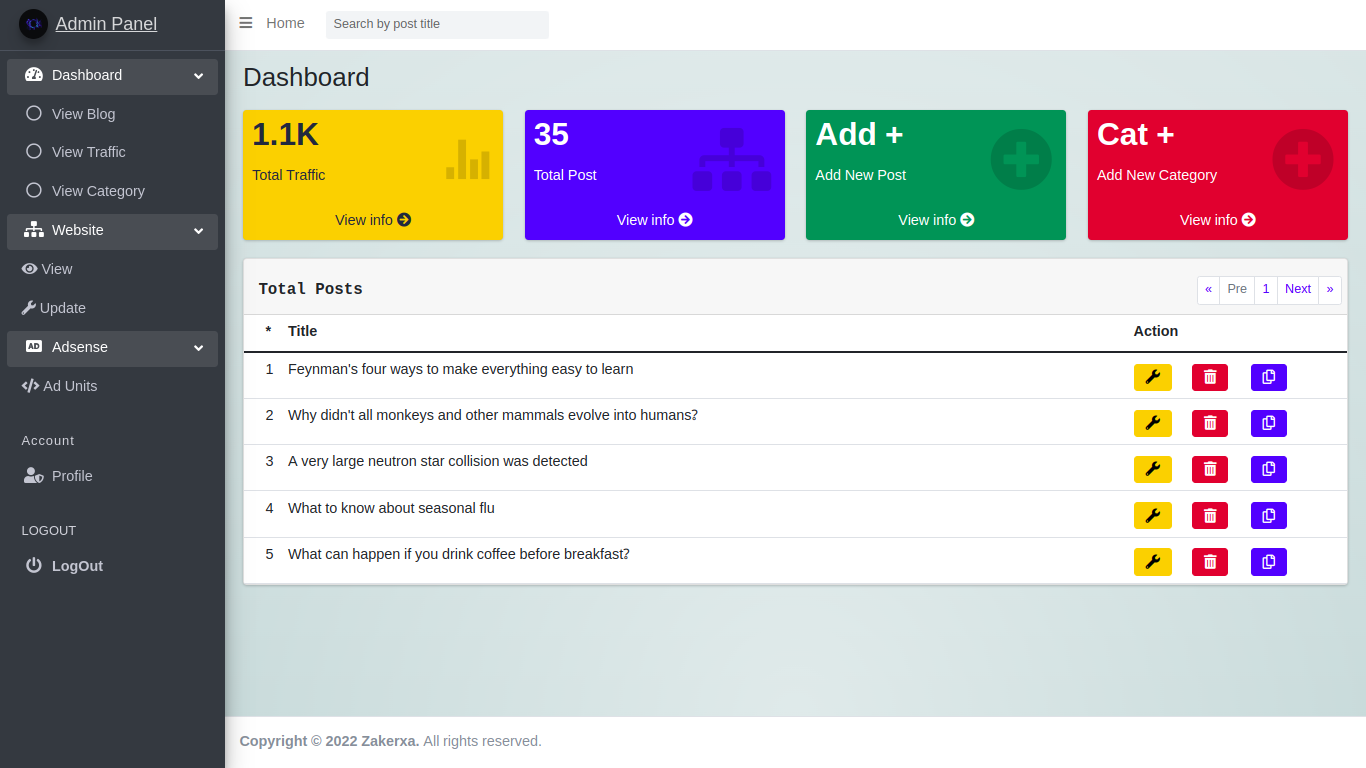 Admin Panel
Home
Search by post title
Dashboard
View Blog
View Traffic
View Category
Website
View
Update
AD Adsense
Ad Units
Account
Profile
LOGOUT
LogOut
Dashboard
1.1K
Total Traffic
View info
35
Total Post
View info
Add +
Add New Post
View info
Cat +
Add New Category
View info
Total Posts
« Pre 1 Next »
* Title Action
1 Feynman's four ways to make everything easy to learn
2 Why didn't all monkeys and other mammals evolve into humans?
3 A very large neutron star collision was detected
4 What to know about seasonal flu
5 What can happen if you drink coffee before breakfast?
Copyright © 2022 Zakerxa. All rights reserved.